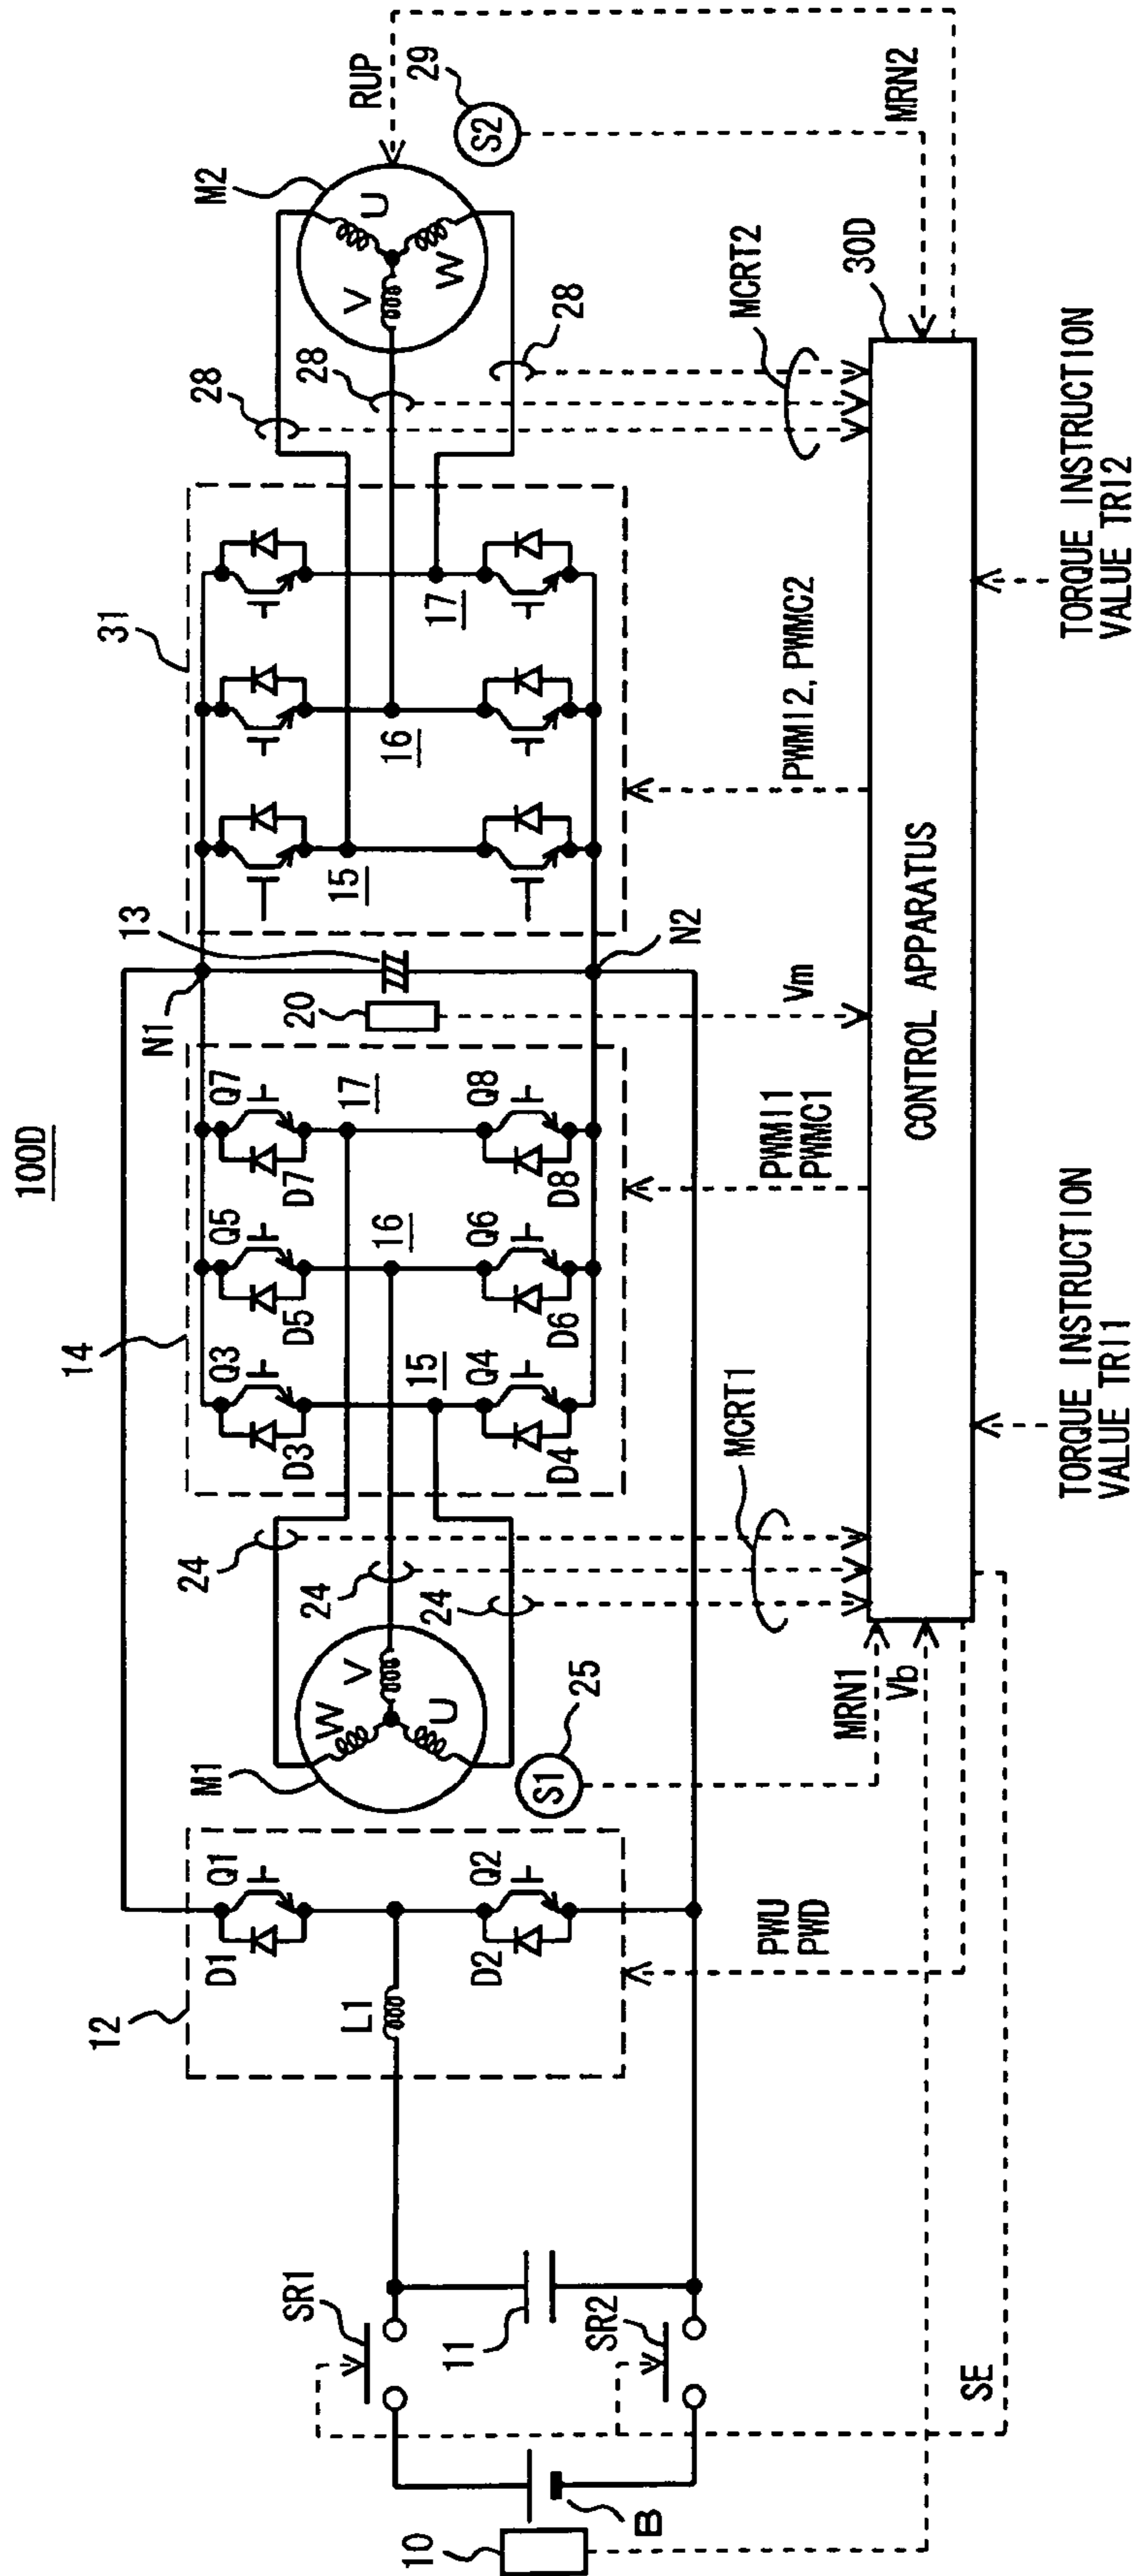 100D
N1
13
31
M2
RUP
29
S2
12
14
D1
Q1
M1
W
V
U
24
24
24
D3
Q3
D5
Q5
D7
Q7
20
15
16
17
28
28
28
U
V
W
L1
D2
Q2
S1
25
15
16
17
D4
Q4
D6
Q6
D8
Q8
N2
SR1
11
SR2
10
B
SE
PWU
PWD
MRN1
Vb
MCRT1
PWMI1
PWMC1
Vm
PWMI2, PWMC2
MCRT2
30D
MRN2
CONTROL APPARATUS
TORQUE INSTRUCTION
VALUE TRI1
TORQUE INSTRUCTION
VALUE TRI2